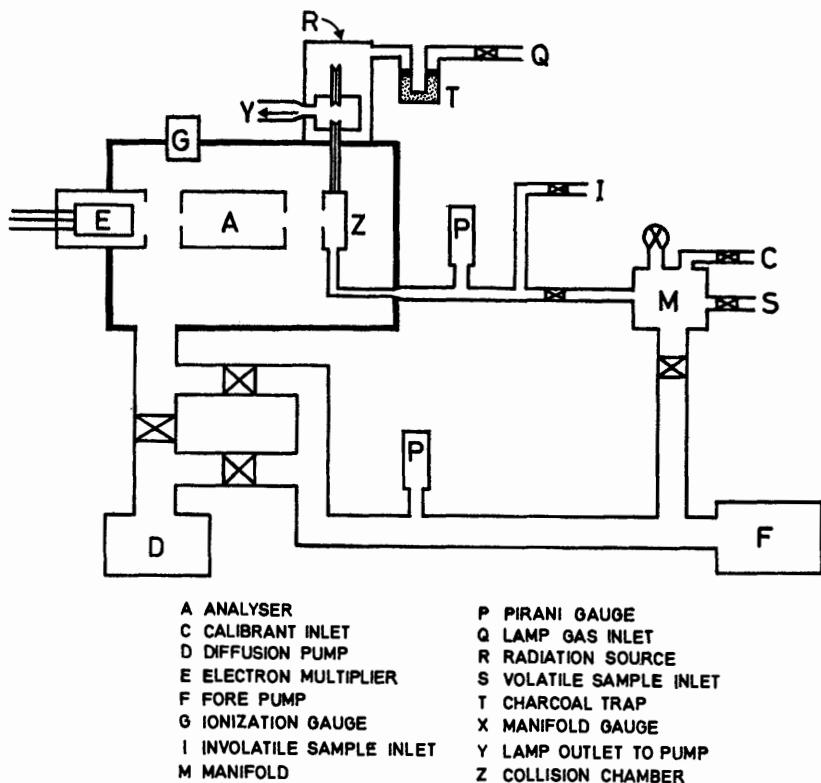 R
Q
T
Y
G
E
A
Z
P
I
C
M
S
P
D
F
A ANALYSER
C CALIBRANT INLET
D DIFFUSION PUMP
E ELECTRON MULTIPLIER
F FORE PUMP
G IONIZATION GAUGE
I INVOLATILE SAMPLE INLET
M MANIFOLD
P PIRANI GAUGE
Q LAMP GAS INLET
R RADIATION SOURCE
S VOLATILE SAMPLE INLET
T CHARCOAL TRAP
X MANIFOLD GAUGE
Y LAMP OUTLET TO PUMP
Z COLLISION CHAMBER